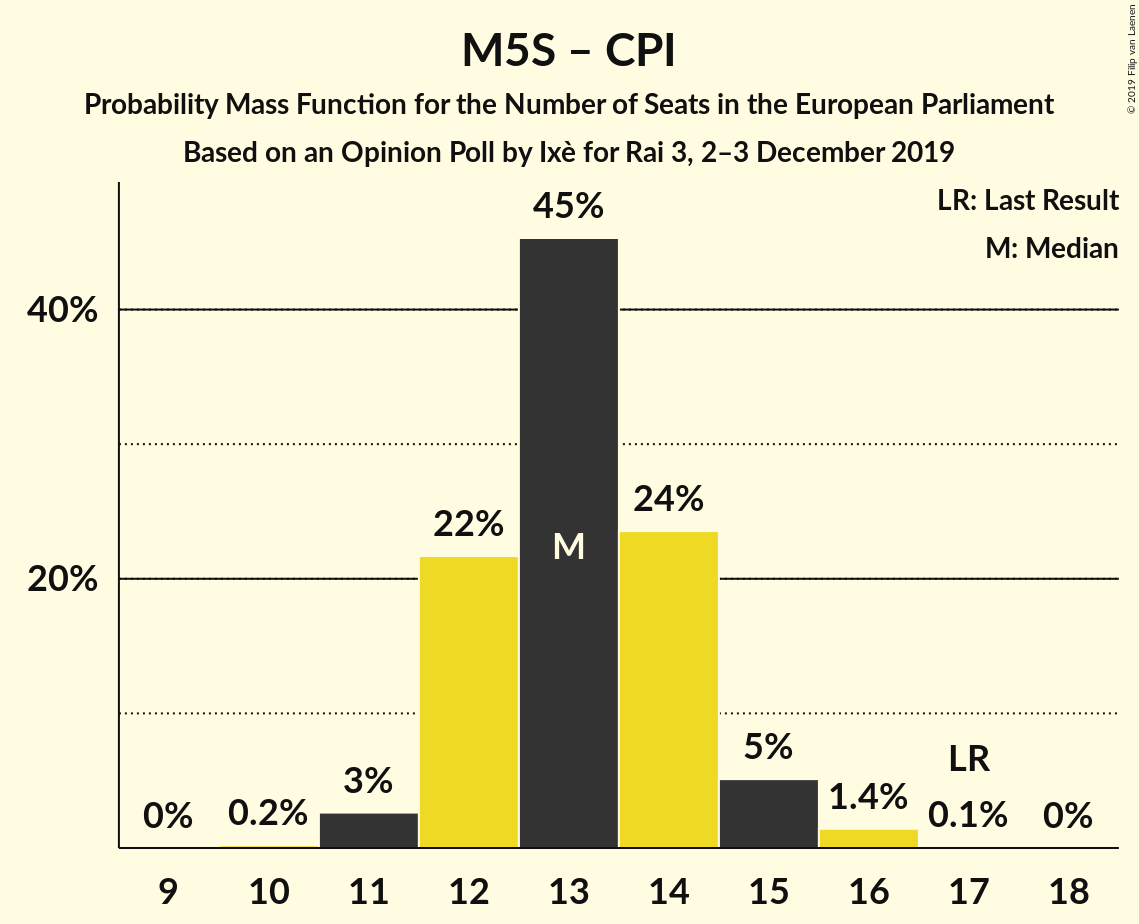 M5S – CPI
Probability Mass Function for the Number of Seats in the European Parliament
Based on an Opinion Poll by Ixè for Rai 3, 2–3 December 2019
© 2019 Filip van Laenen
LR: Last Result
M: Median
45%
40%
24%
22%
M
20%
5%
LR
3%
1.4%
0%
0.2%
0.1%
0%
9 10 11 12 13 14 15 16 17 18